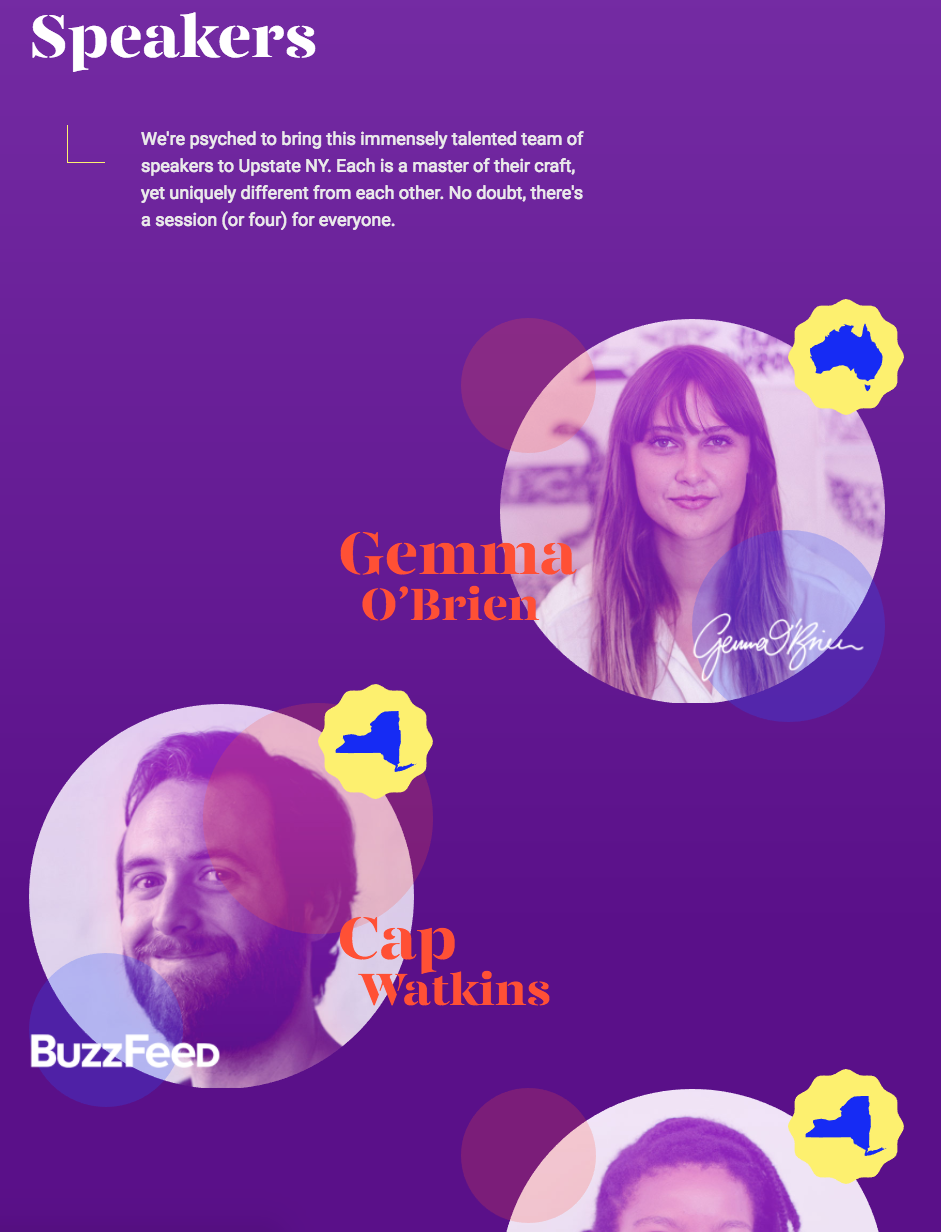 Speakers
We're psyched to bring this immensely talented team of
speakers to Upstate NY. Each is a master of their craft,
yet uniquely different from each other. No doubt, there's
a session (or four) for everyone.
Gemma
O’Brien
GemmaO'Brien
Cap
Watkins
BuzzFeed